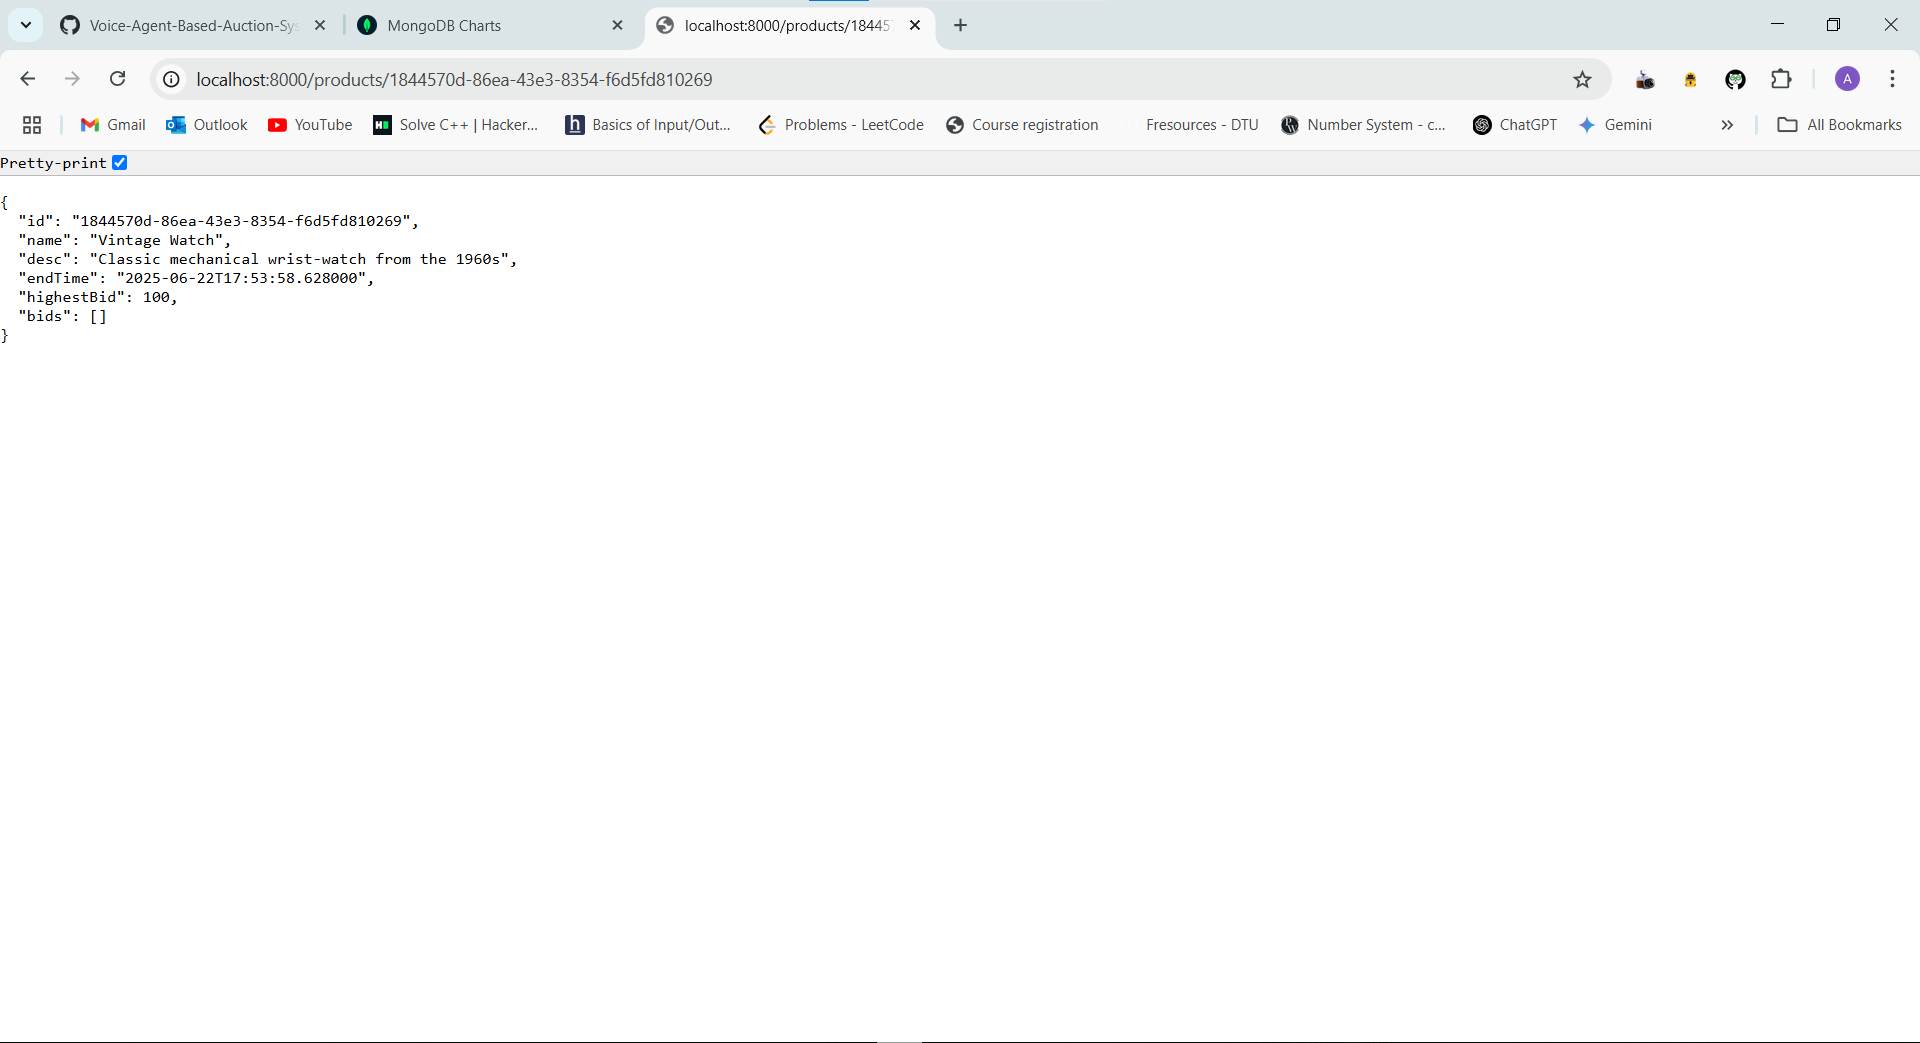 Voice-Agent-Based-Auction-Sys
MongoDB Charts
localhost:8000/products/18445
localhost:8000/products/1844570d-86ea-43e3-8354-f6d5fd810269
A
Gmail
Outlook
YouTube
Solve C++ | Hacker...
Basics of Input/Out...
Problems - LeetCode
Course registration
Fresources - DTU
Number System - c...
ChatGPT
Gemini
All Bookmarks
Pretty-print
{
"id": "1844570d-86ea-43e3-8354-f6d5fd810269",
"name": "Vintage Watch",
"desc": "Classic mechanical wrist-watch from the 1960s",
"endTime": "2025-06-22T17:53:58.628000",
"highestBid": 100,
"bids": []
}